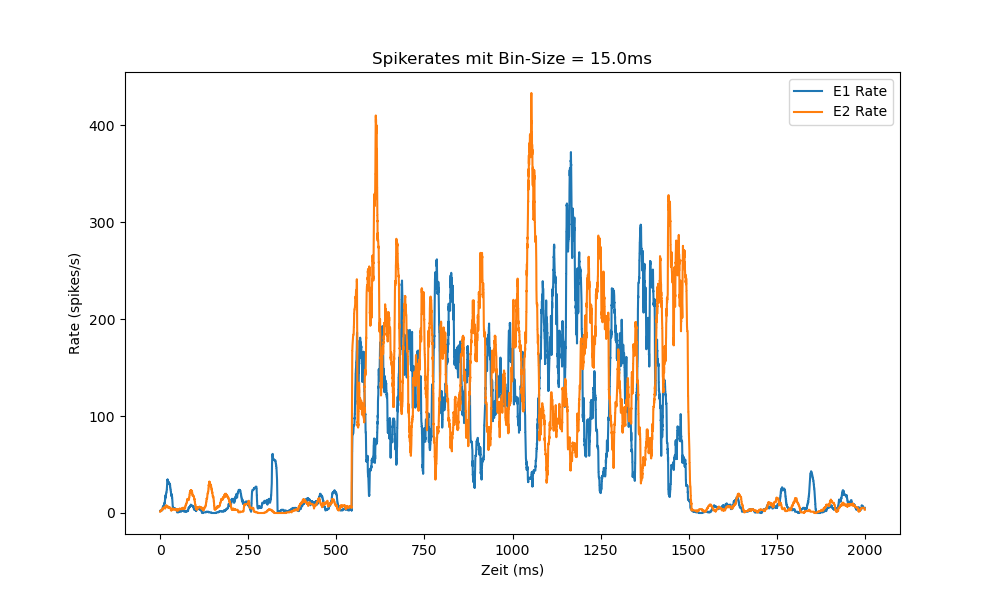 Spikerates mit Bin-Size = 15.0ms
E1 Rate
E2 Rate
Rate (spikes/s)
400
300
200
100
0
0 250 500 750 1000 1250 1500 1750 2000
Zeit (ms)